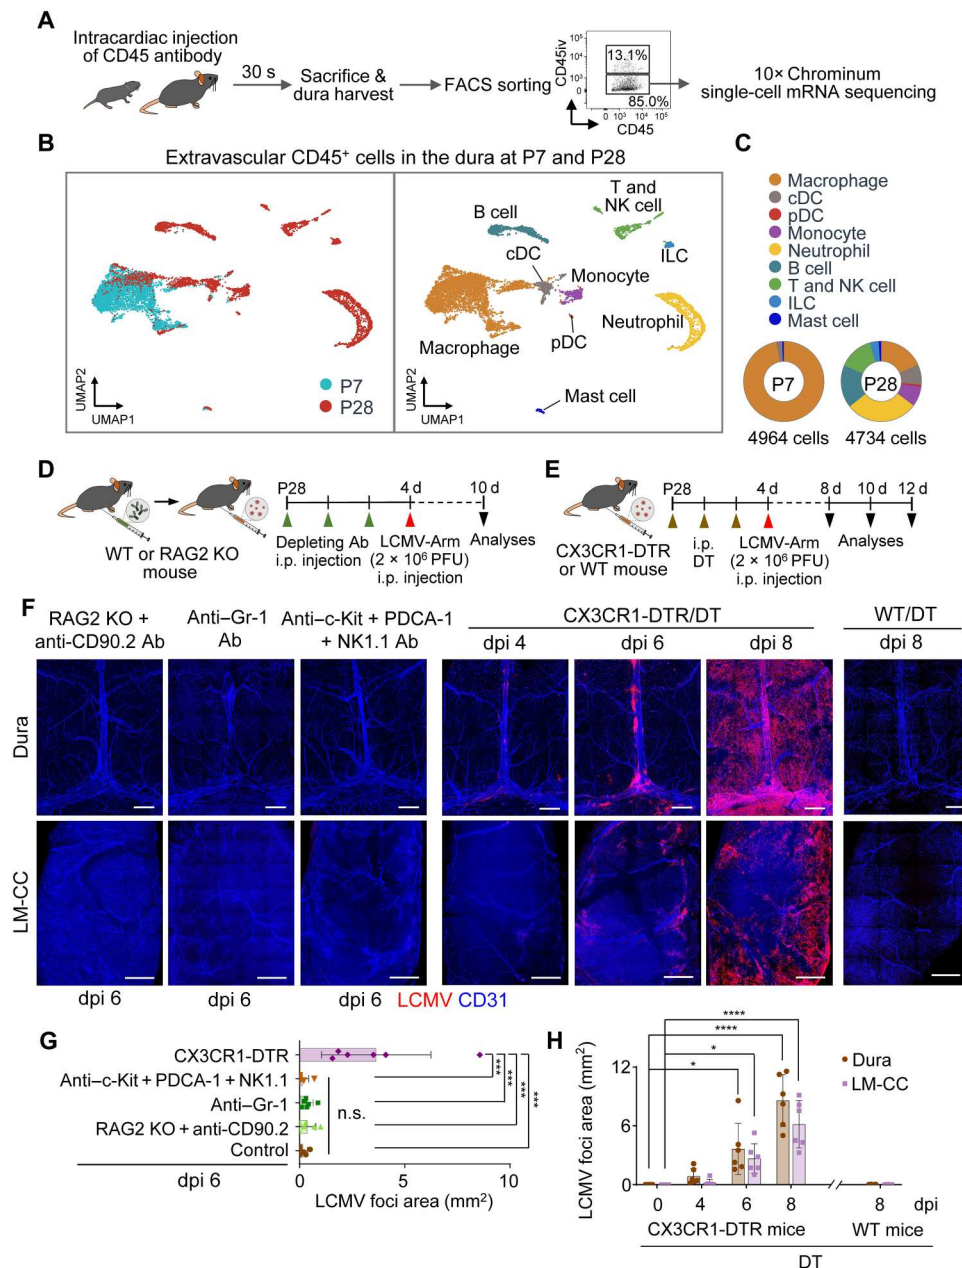 A
Intracardiac injection
of CD45 antibody
30 s
Sacrifice &
dura harvest
FACS sorting
CD45iv
10⁵
10⁴
10³
0
13.1%
85.0%
0 10³ 10⁴ 10⁵
CD45
10× Chrominum
single-cell mRNA sequencing
B
Extravascular CD45⁺ cells in the dura at P7 and P28
P7
P28
UMAP2
UMAP1
B cell
T and
NK cell
cDC
ILC
Monocyte
Neutrophil
pDC
Macrophage
Mast cell
UMAP2
UMAP1
C
Macrophage
cDC
pDC
Monocyte
Neutrophil
B cell
T and NK cell
ILC
Mast cell
P7
P28
4964 cells
4734 cells
D
WT or RAG2 KO
mouse
P28 4 d 10 d
Depleting Ab
i.p. injection
LCMV-Arm
(2 × 10⁶ PFU)
i.p. injection
Analyses
E
CX3CR1-DTR
or WT mouse
P28 4 d 8 d 10 d 12 d
i.p.
DT
LCMV-Arm
(2 × 10⁶ PFU)
i.p. injection
Analyses
F
RAG2 KO +
anti-CD90.2 Ab
Anti–Gr-1
Ab
Anti–c-Kit + PDCA-1
+ NK1.1 Ab
CX3CR1-DTR/DT
dpi 4 dpi 6 dpi 8
WT/DT
dpi 8
Dura
LM-CC
dpi 6 dpi 6 dpi 6 LCMV CD31
G
CX3CR1-DTR
Anti–c-Kit + PDCA-1 + NK1.1
Anti–Gr-1
RAG2 KO + anti-CD90.2
Control
dpi 6
n.s.
***
***
***
***
0 5 10
LCMV foci area (mm²)
H
LCMV foci area (mm²)
12
6
0
****
****
*
*
Dura
LM-CC
0 4 6 8 8 dpi
CX3CR1-DTR mice WT mice
DT